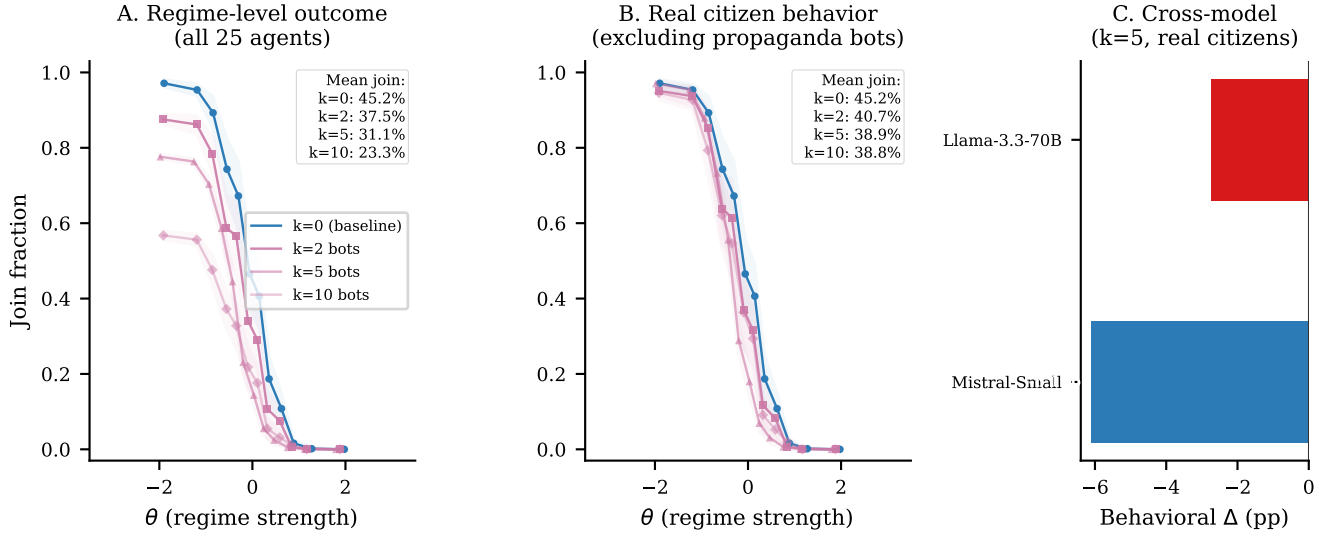 A. Regime-level outcome
(all 25 agents)
1.0
0.8
0.6
0.4
0.2
0.0
Join fraction
−2
0
2
θ (regime strength)
Mean join:
k=0: 45.2%
k=2: 37.5%
k=5: 31.1%
k=10: 23.3%
k=0 (baseline)
k=2 bots
k=5 bots
k=10 bots
B. Real citizen behavior
(excluding propaganda bots)
1.0
0.8
0.6
0.4
0.2
0.0
−2
0
2
θ (regime strength)
Mean join:
k=0: 45.2%
k=2: 40.7%
k=5: 38.9%
k=10: 38.8%
C. Cross-model
(k=5, real citizens)
Llama-3.3-70B
Mistral-Small
−6
−4
−2
0
Behavioral Δ (pp)